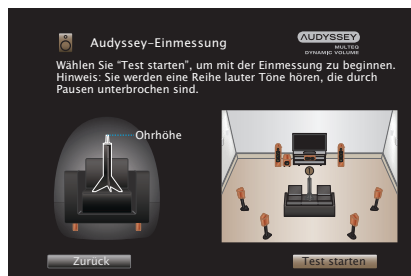 Audyssey-Einmessung
AUDYSSEY
MULTEQ
DYNAMIC VOLUME
Wählen Sie “Test starten”, um mit der Einmessung zu beginnen.
Hinweis: Sie werden eine Reihe lauter Töne hören, die durch
Pausen unterbrochen sind.
Ohrhöhe
1
Zurück
Test starten